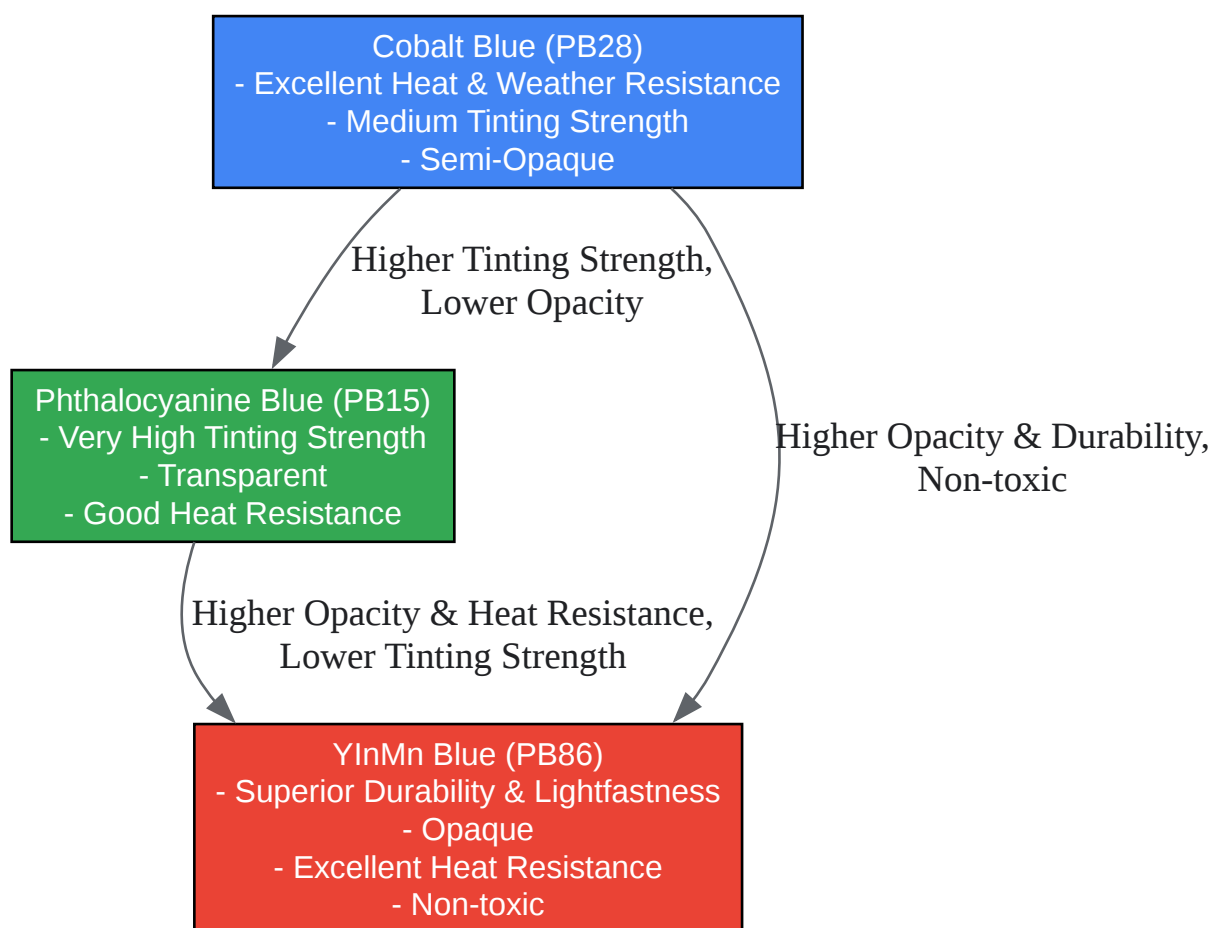 Cobalt Blue (PB28)
- Excellent Heat & Weather Resistance
- Medium Tinting Strength
- Semi-Opaque
Higher Tinting Strength,
Lower Opacity
Phthalocyanine Blue (PB15)
- Very High Tinting Strength
- Transparent
- Good Heat Resistance
Higher Opacity & Durability,
Non-toxic
Higher Opacity & Heat Resistance,
Lower Tinting Strength
YInMn Blue (PB86)
- Superior Durability & Lightfastness
- Opaque
- Excellent Heat Resistance
- Non-toxic